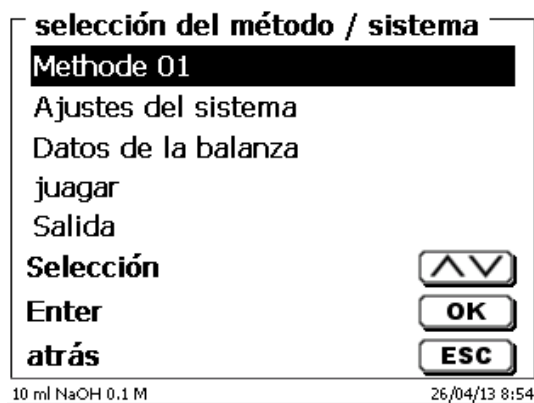 selección del método / sistema
Methode 01
Ajustes del sistema
Datos de la balanza
juagar
Salida
Selección
Enter OK
atrás ESC
10 ml NaOH 0.1 M 26/04/13 8:54